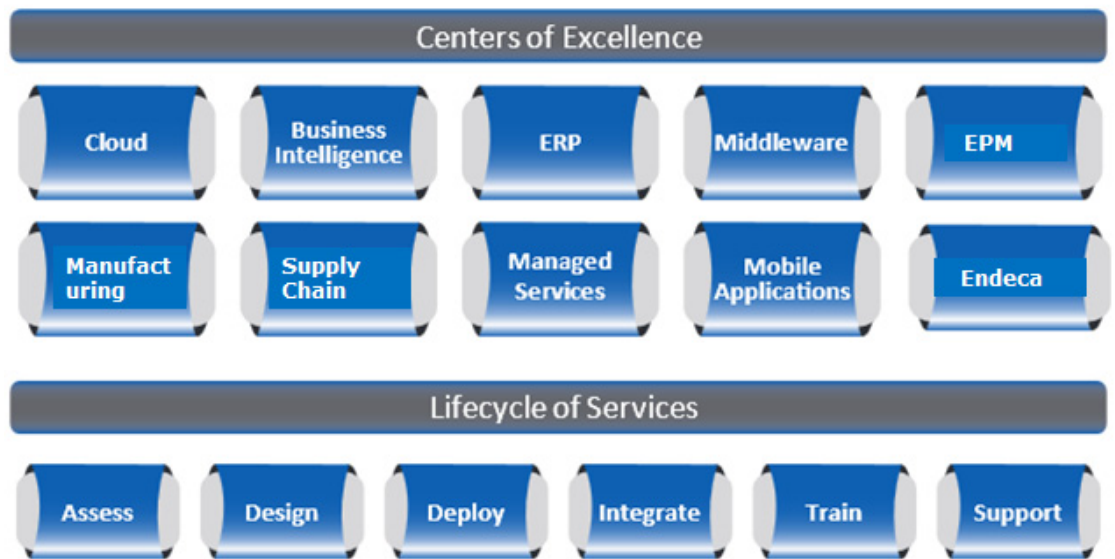 Centers of Excellence
Cloud
Business
Intelligence
ERP
Middleware
EPM
Manufact
uring
Supply
Chain
Managed
Services
Mobile
Applications
Endeca
Lifecycle of Services
Assess
Design
Deploy
Integrate
Train
Support